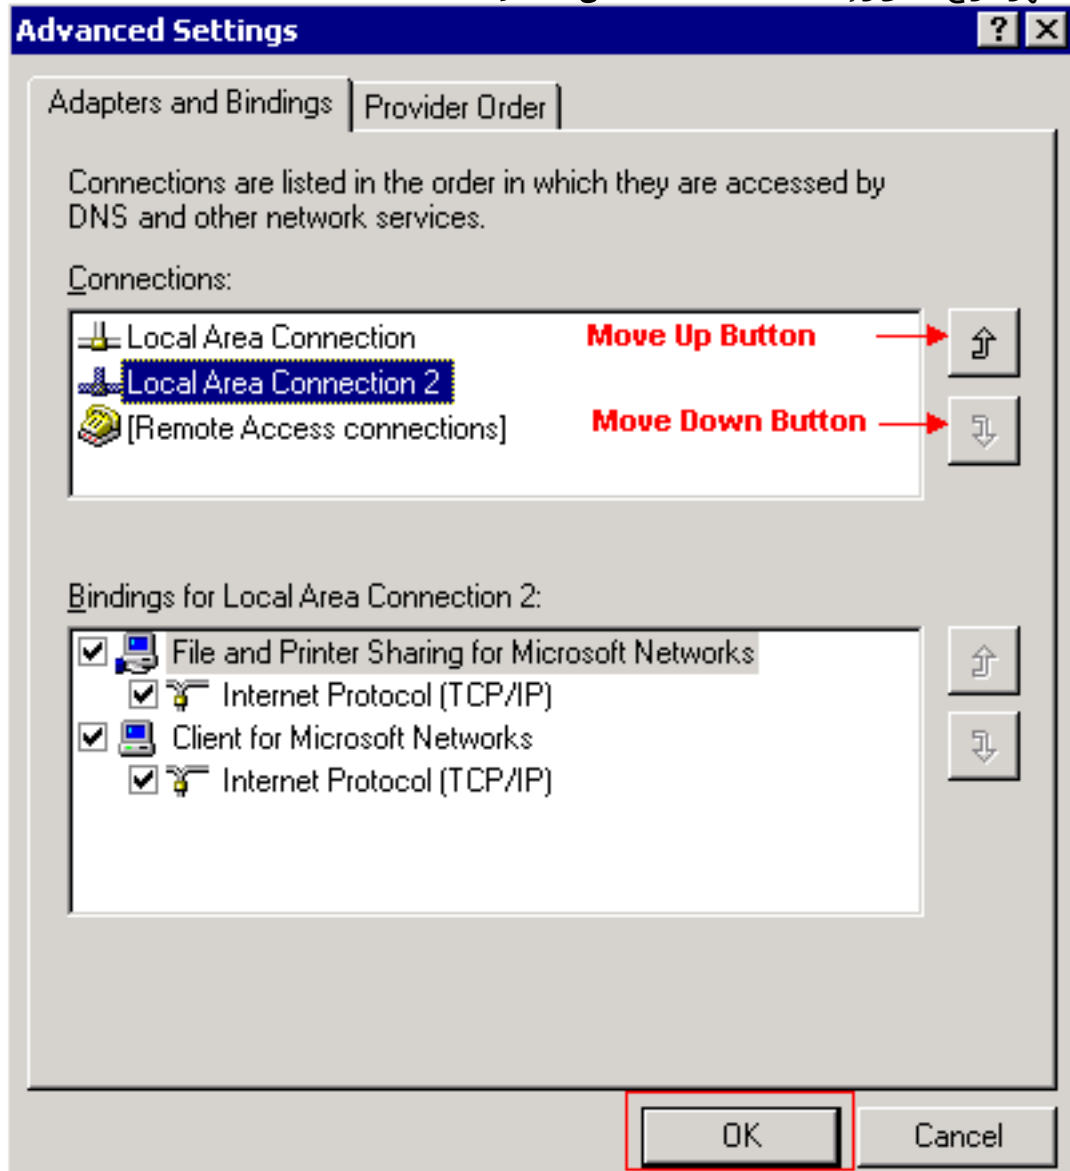 Advanced Settings
Adapters and Bindings
Provider Order
Connections are listed in the order in which they are accessed by
DNS and other network services.
Connections:
Local Area Connection
Move Up Button
Local Area Connection 2
[Remote Access connections]
Move Down Button
Bindings for Local Area Connection 2:
File and Printer Sharing for Microsoft Networks
Internet Protocol (TCP/IP)
Client for Microsoft Networks
Internet Protocol (TCP/IP)
OK
Cancel